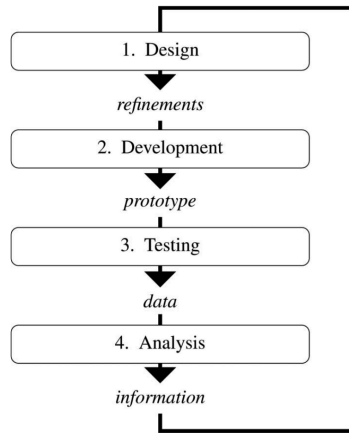 1. Design
refinements
2. Development
prototype
3. Testing
data
4. Analysis
information